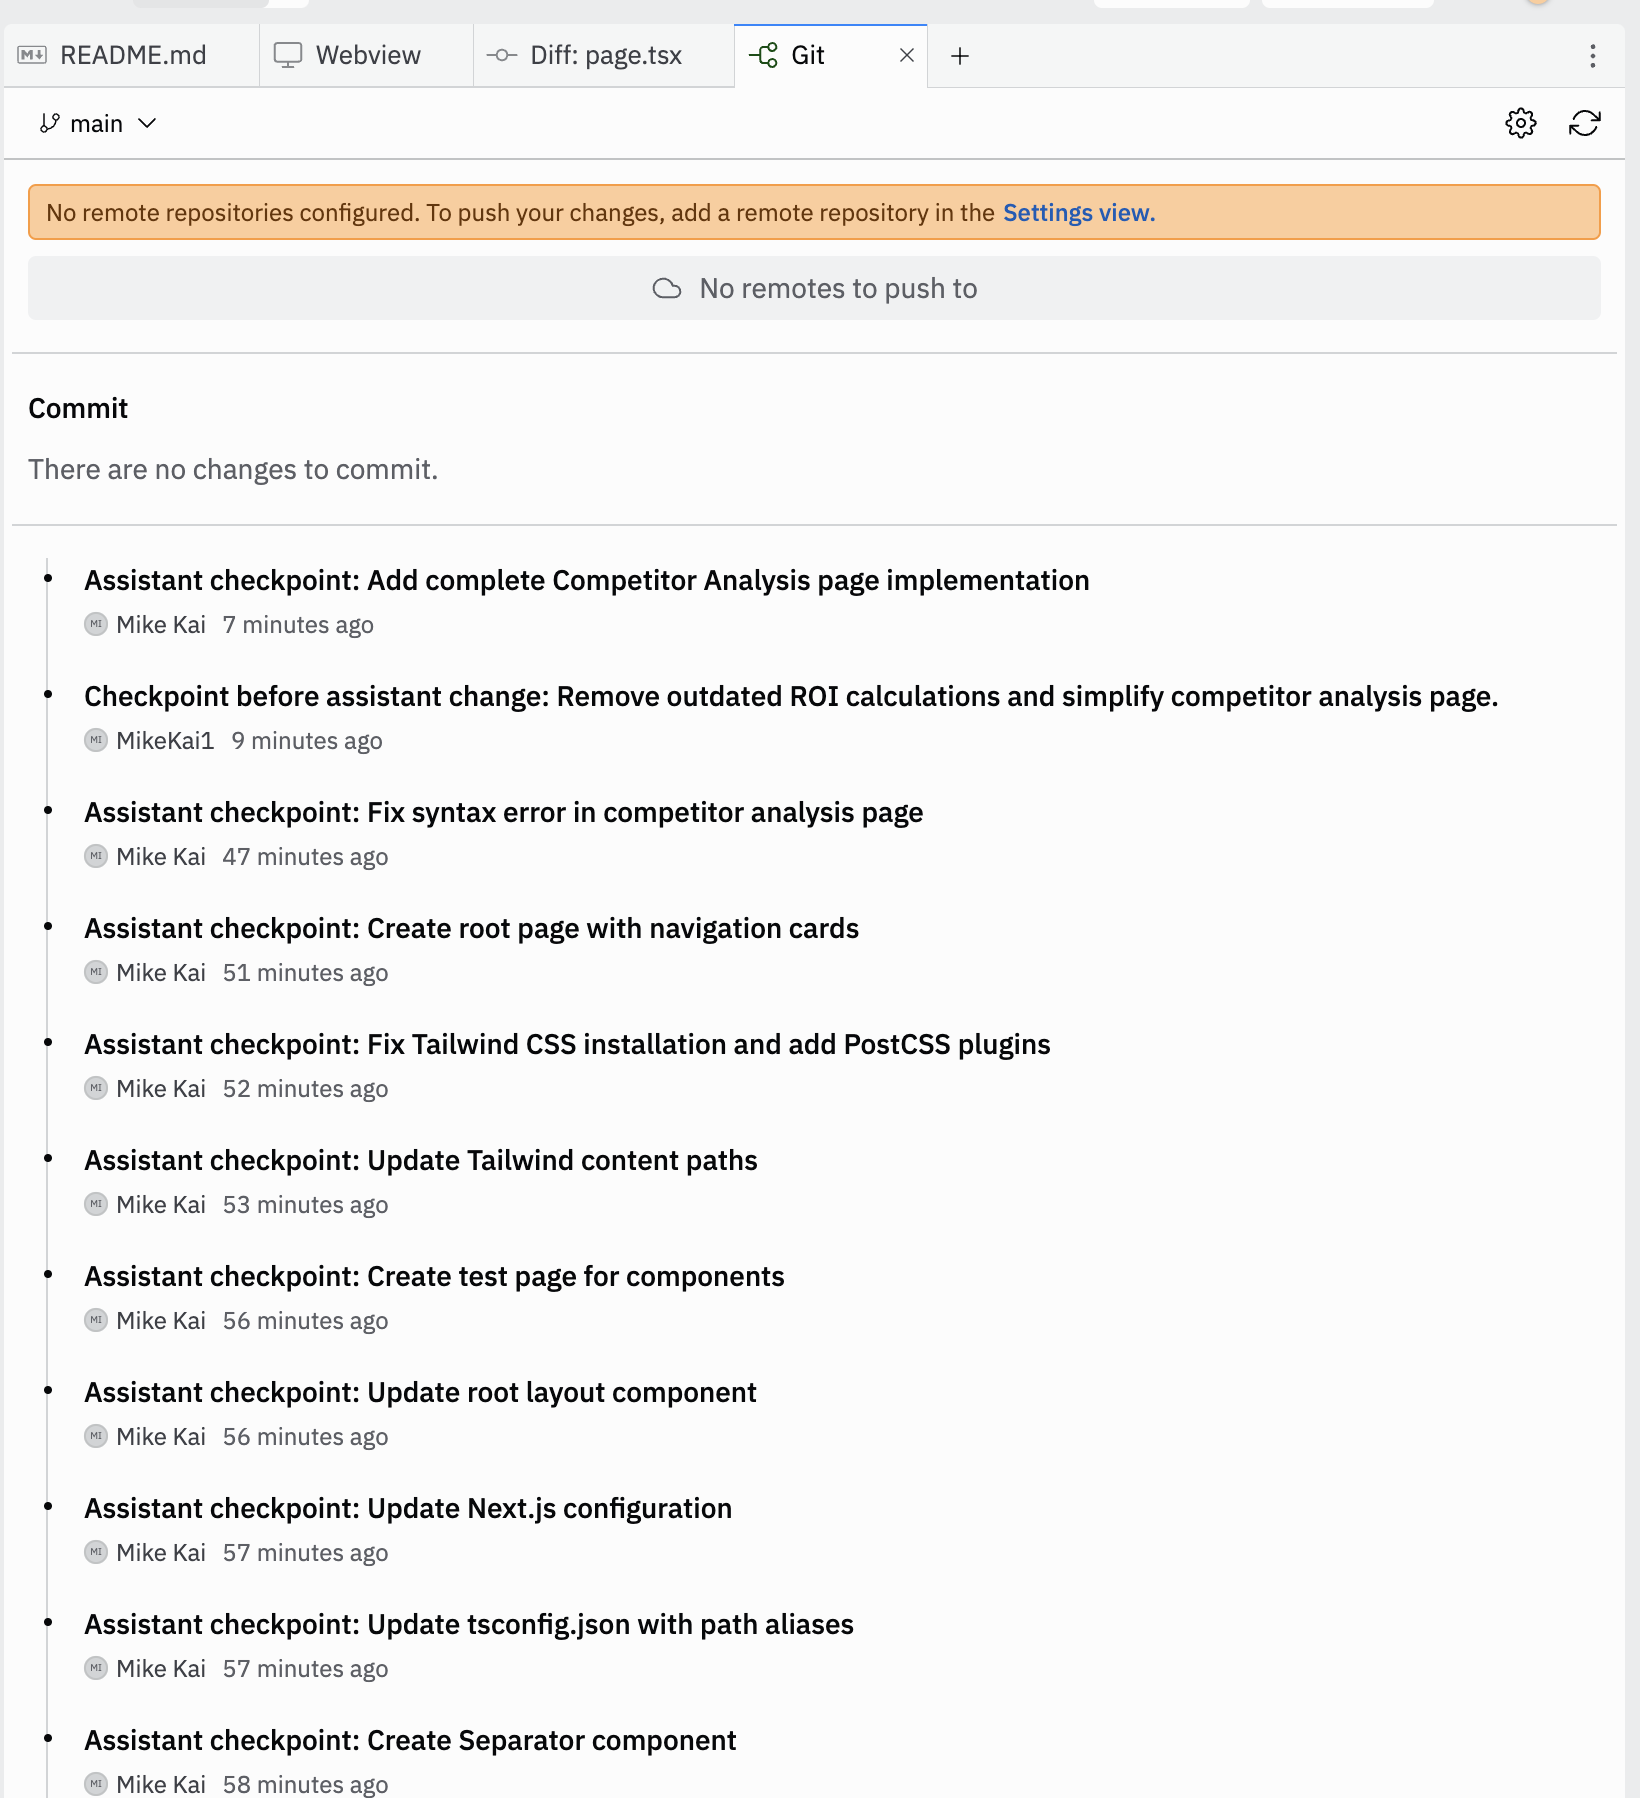 README.md
Webview
Diff: page.tsx
Git
main
No remote repositories configured. To push your changes, add a remote repository in the Settings view.
No remotes to push to
Commit
There are no changes to commit.
Assistant checkpoint: Add complete Competitor Analysis page implementation
MI Mike Kai 7 minutes ago
Checkpoint before assistant change: Remove outdated ROI calculations and simplify competitor analysis page.
MI MikeKai1 9 minutes ago
Assistant checkpoint: Fix syntax error in competitor analysis page
MI Mike Kai 47 minutes ago
Assistant checkpoint: Create root page with navigation cards
MI Mike Kai 51 minutes ago
Assistant checkpoint: Fix Tailwind CSS installation and add PostCSS plugins
MI Mike Kai 52 minutes ago
Assistant checkpoint: Update Tailwind content paths
MI Mike Kai 53 minutes ago
Assistant checkpoint: Create test page for components
MI Mike Kai 56 minutes ago
Assistant checkpoint: Update root layout component
MI Mike Kai 56 minutes ago
Assistant checkpoint: Update Next.js configuration
MI Mike Kai 57 minutes ago
Assistant checkpoint: Update tsconfig.json with path aliases
MI Mike Kai 57 minutes ago
Assistant checkpoint: Create Separator component
MI Mike Kai 58 minutes ago